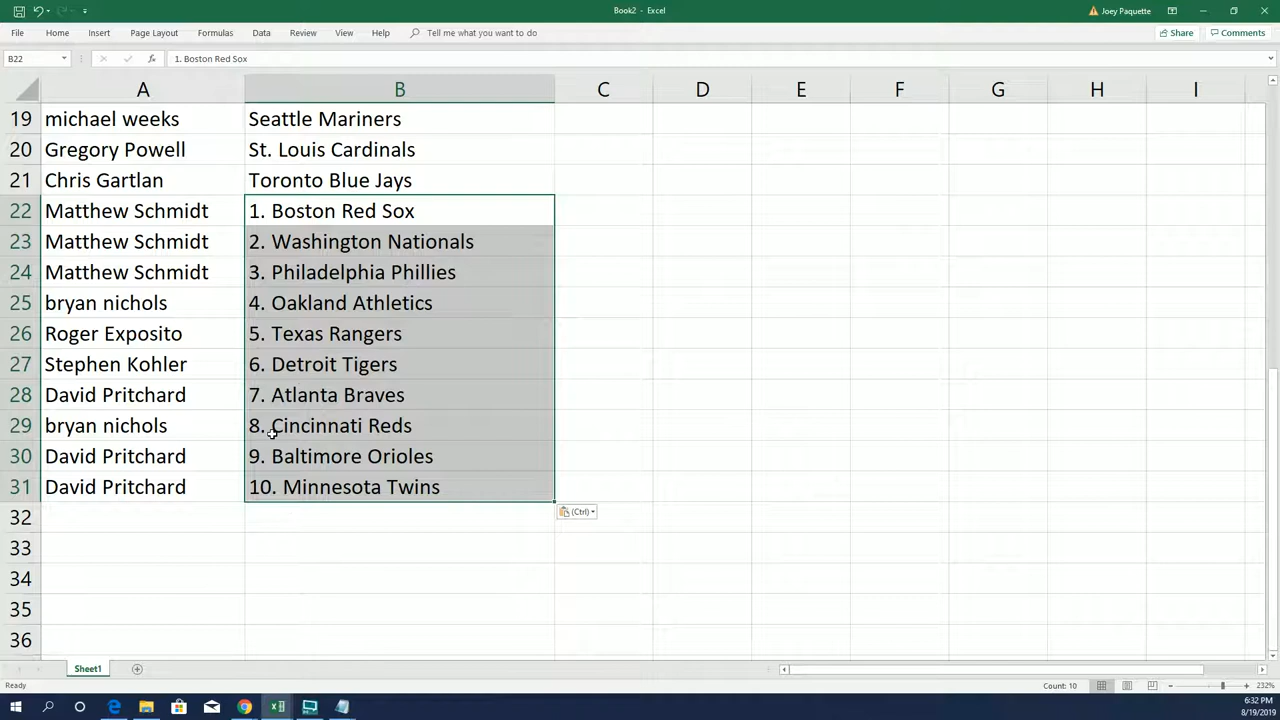 Book2 - Excel
Joey Paquette
File Home Insert Page Layout Formulas Data Review View Help Tell me what you want to do Share Comments
B22 fx 1. Boston Red Sox
A B C D E F G H I
19 michael weeks Seattle Mariners
20 Gregory Powell St. Louis Cardinals
21 Chris Gartlan Toronto Blue Jays
22 Matthew Schmidt 1. Boston Red Sox
23 Matthew Schmidt 2. Washington Nationals
24 Matthew Schmidt 3. Philadelphia Phillies
25 bryan nichols 4. Oakland Athletics
26 Roger Exposito 5. Texas Rangers
27 Stephen Kohler 6. Detroit Tigers
28 David Pritchard 7. Atlanta Braves
29 bryan nichols 8. Cincinnati Reds
30 David Pritchard 9. Baltimore Orioles
31 David Pritchard 10. Minnesota Twins
32 (Ctrl)
33
34
35
36
Sheet1
Ready Count: 10 232%
6:32 PM
8/19/2019